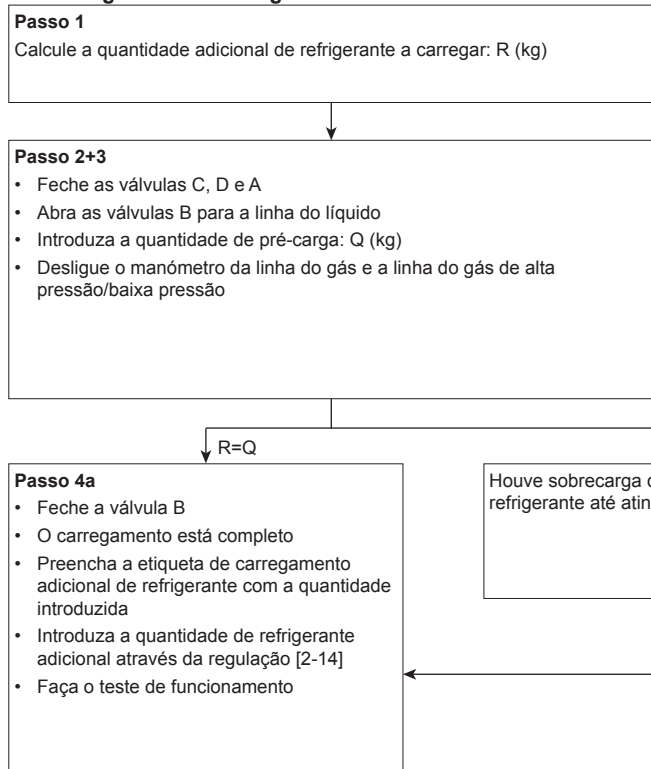 Passo 1
Calcule a quantidade adicional de refrigerante a carregar: R (kg)
Passo 2+3
• Feche as válvulas C, D e A
• Abra as válvulas B para a linha do líquido
• Introduza a quantidade de pré-carga: Q (kg)
• Desligue o manómetro da linha do gás e a linha do gás de alta
pressão/baixa pressão
R=Q
Passo 4a
• Feche a válvula B
• O carregamento está completo
• Preencha a etiqueta de carregamento
adicional de refrigerante com a quantidade
introduzida
• Introduza a quantidade de refrigerante
adicional através da regulação [2-14]
• Faça o teste de funcionamento
Houve sobrecarga
refrigerante até